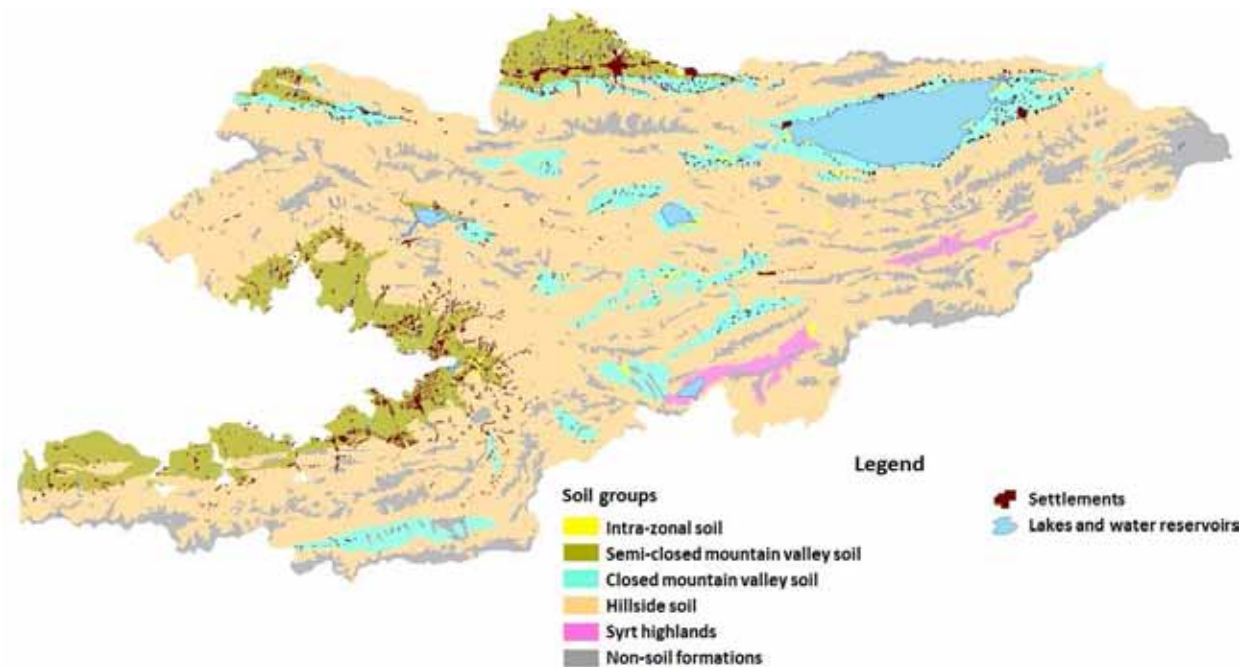 Legend
Soil groups
Intra-zonal soil
Semi-closed mountain valley soil
Closed mountain valley soil
Hillside soil
Syrt highlands
Non-soil formations
Settlements
Lakes and water reservoirs